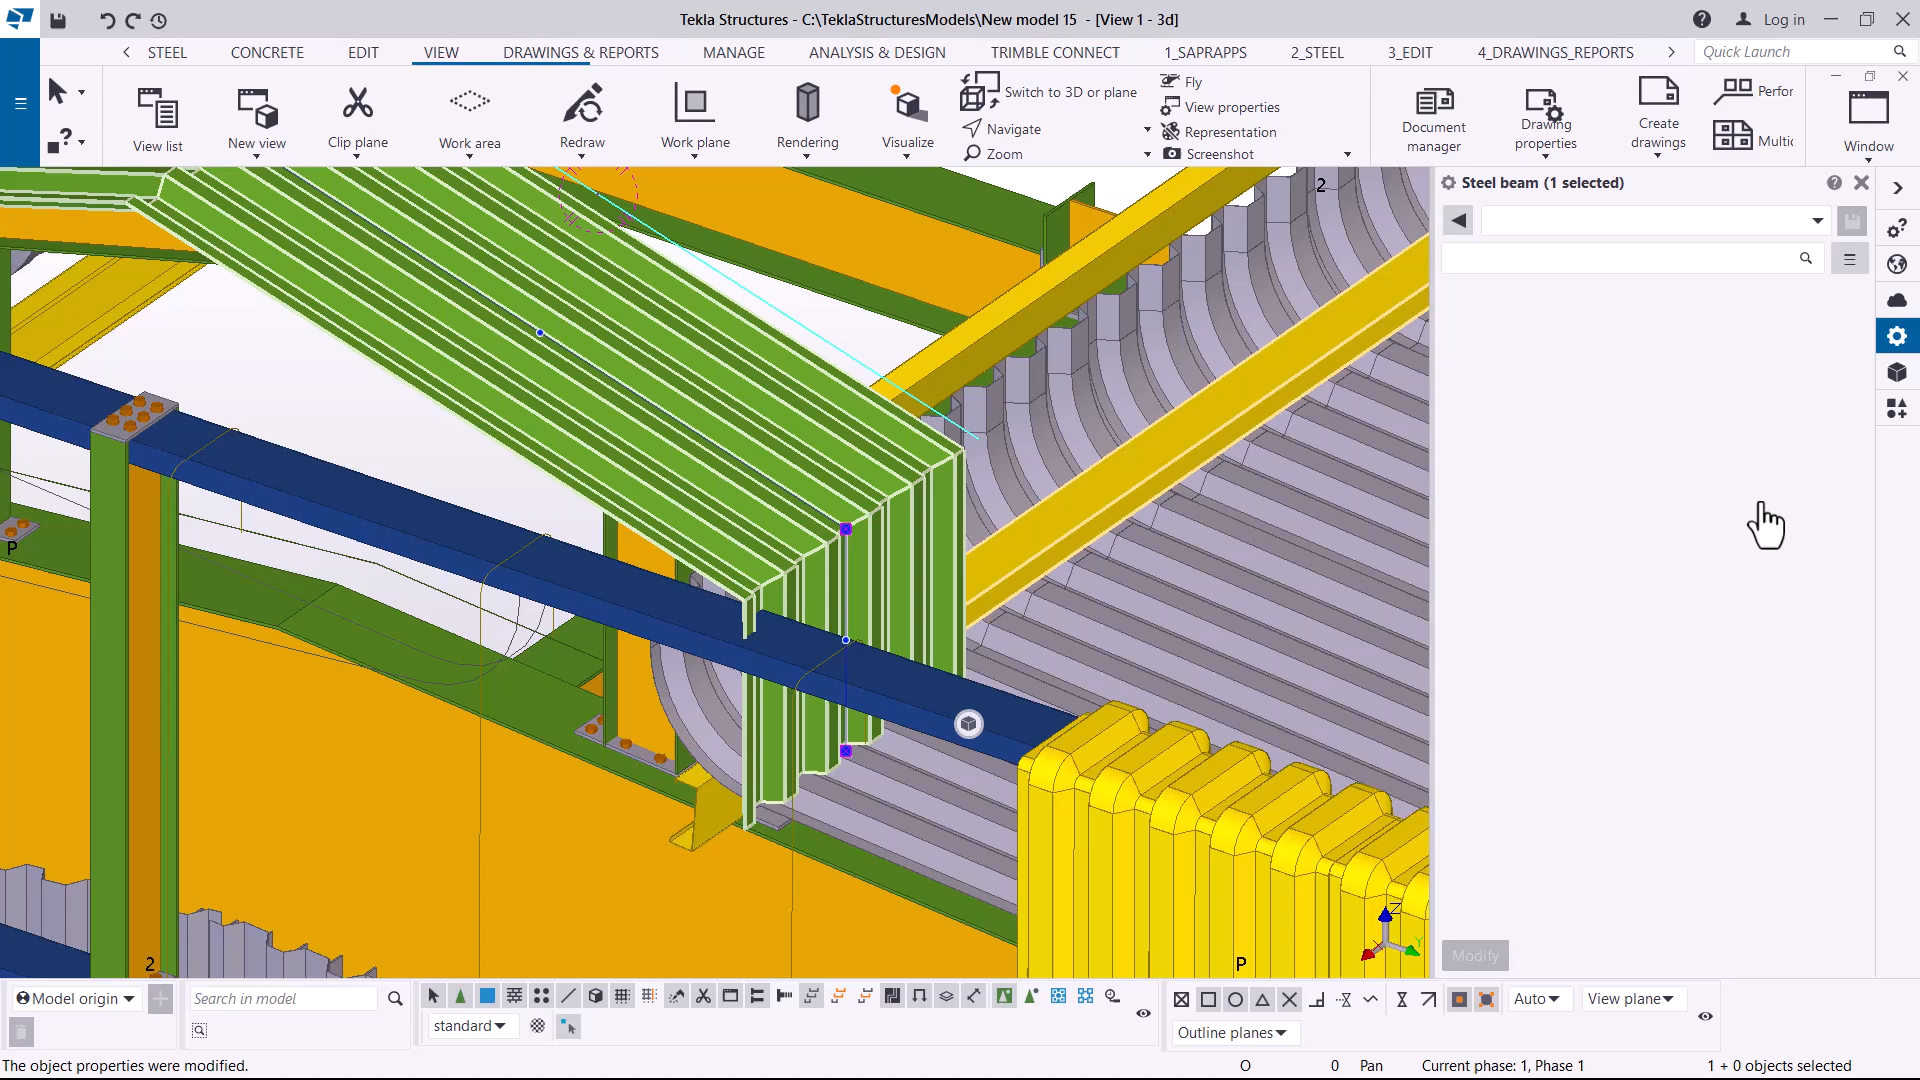 Tekla Structures - C:\TeklaStructuresModels\New model 15 - [View 1 - 3d]
Log in
STEEL
CONCRETE
EDIT
VIEW
DRAWINGS & REPORTS
MANAGE
ANALYSIS & DESIGN
TRIMBLE CONNECT
1_SAPRAPPS
2_STEEL
3_EDIT
4_DRAWINGS_REPORTS
Quick Launch
View list
New view
Clip plane
Work area
Redraw
Work plane
Rendering
Visualize
Switch to 3D or plane
Navigate
Zoom
Fly
View properties
Representation
Screenshot
Document manager
Drawing properties
Create drawings
Perfor
Multic
Window
Steel beam (1 selected)
2
P
2
P
Z
Y
Modify
Model origin
Search in model
standard
Auto
View plane
Outline planes
The object properties were modified.
O
0
Pan
Current phase: 1, Phase 1
1 + 0 objects selected